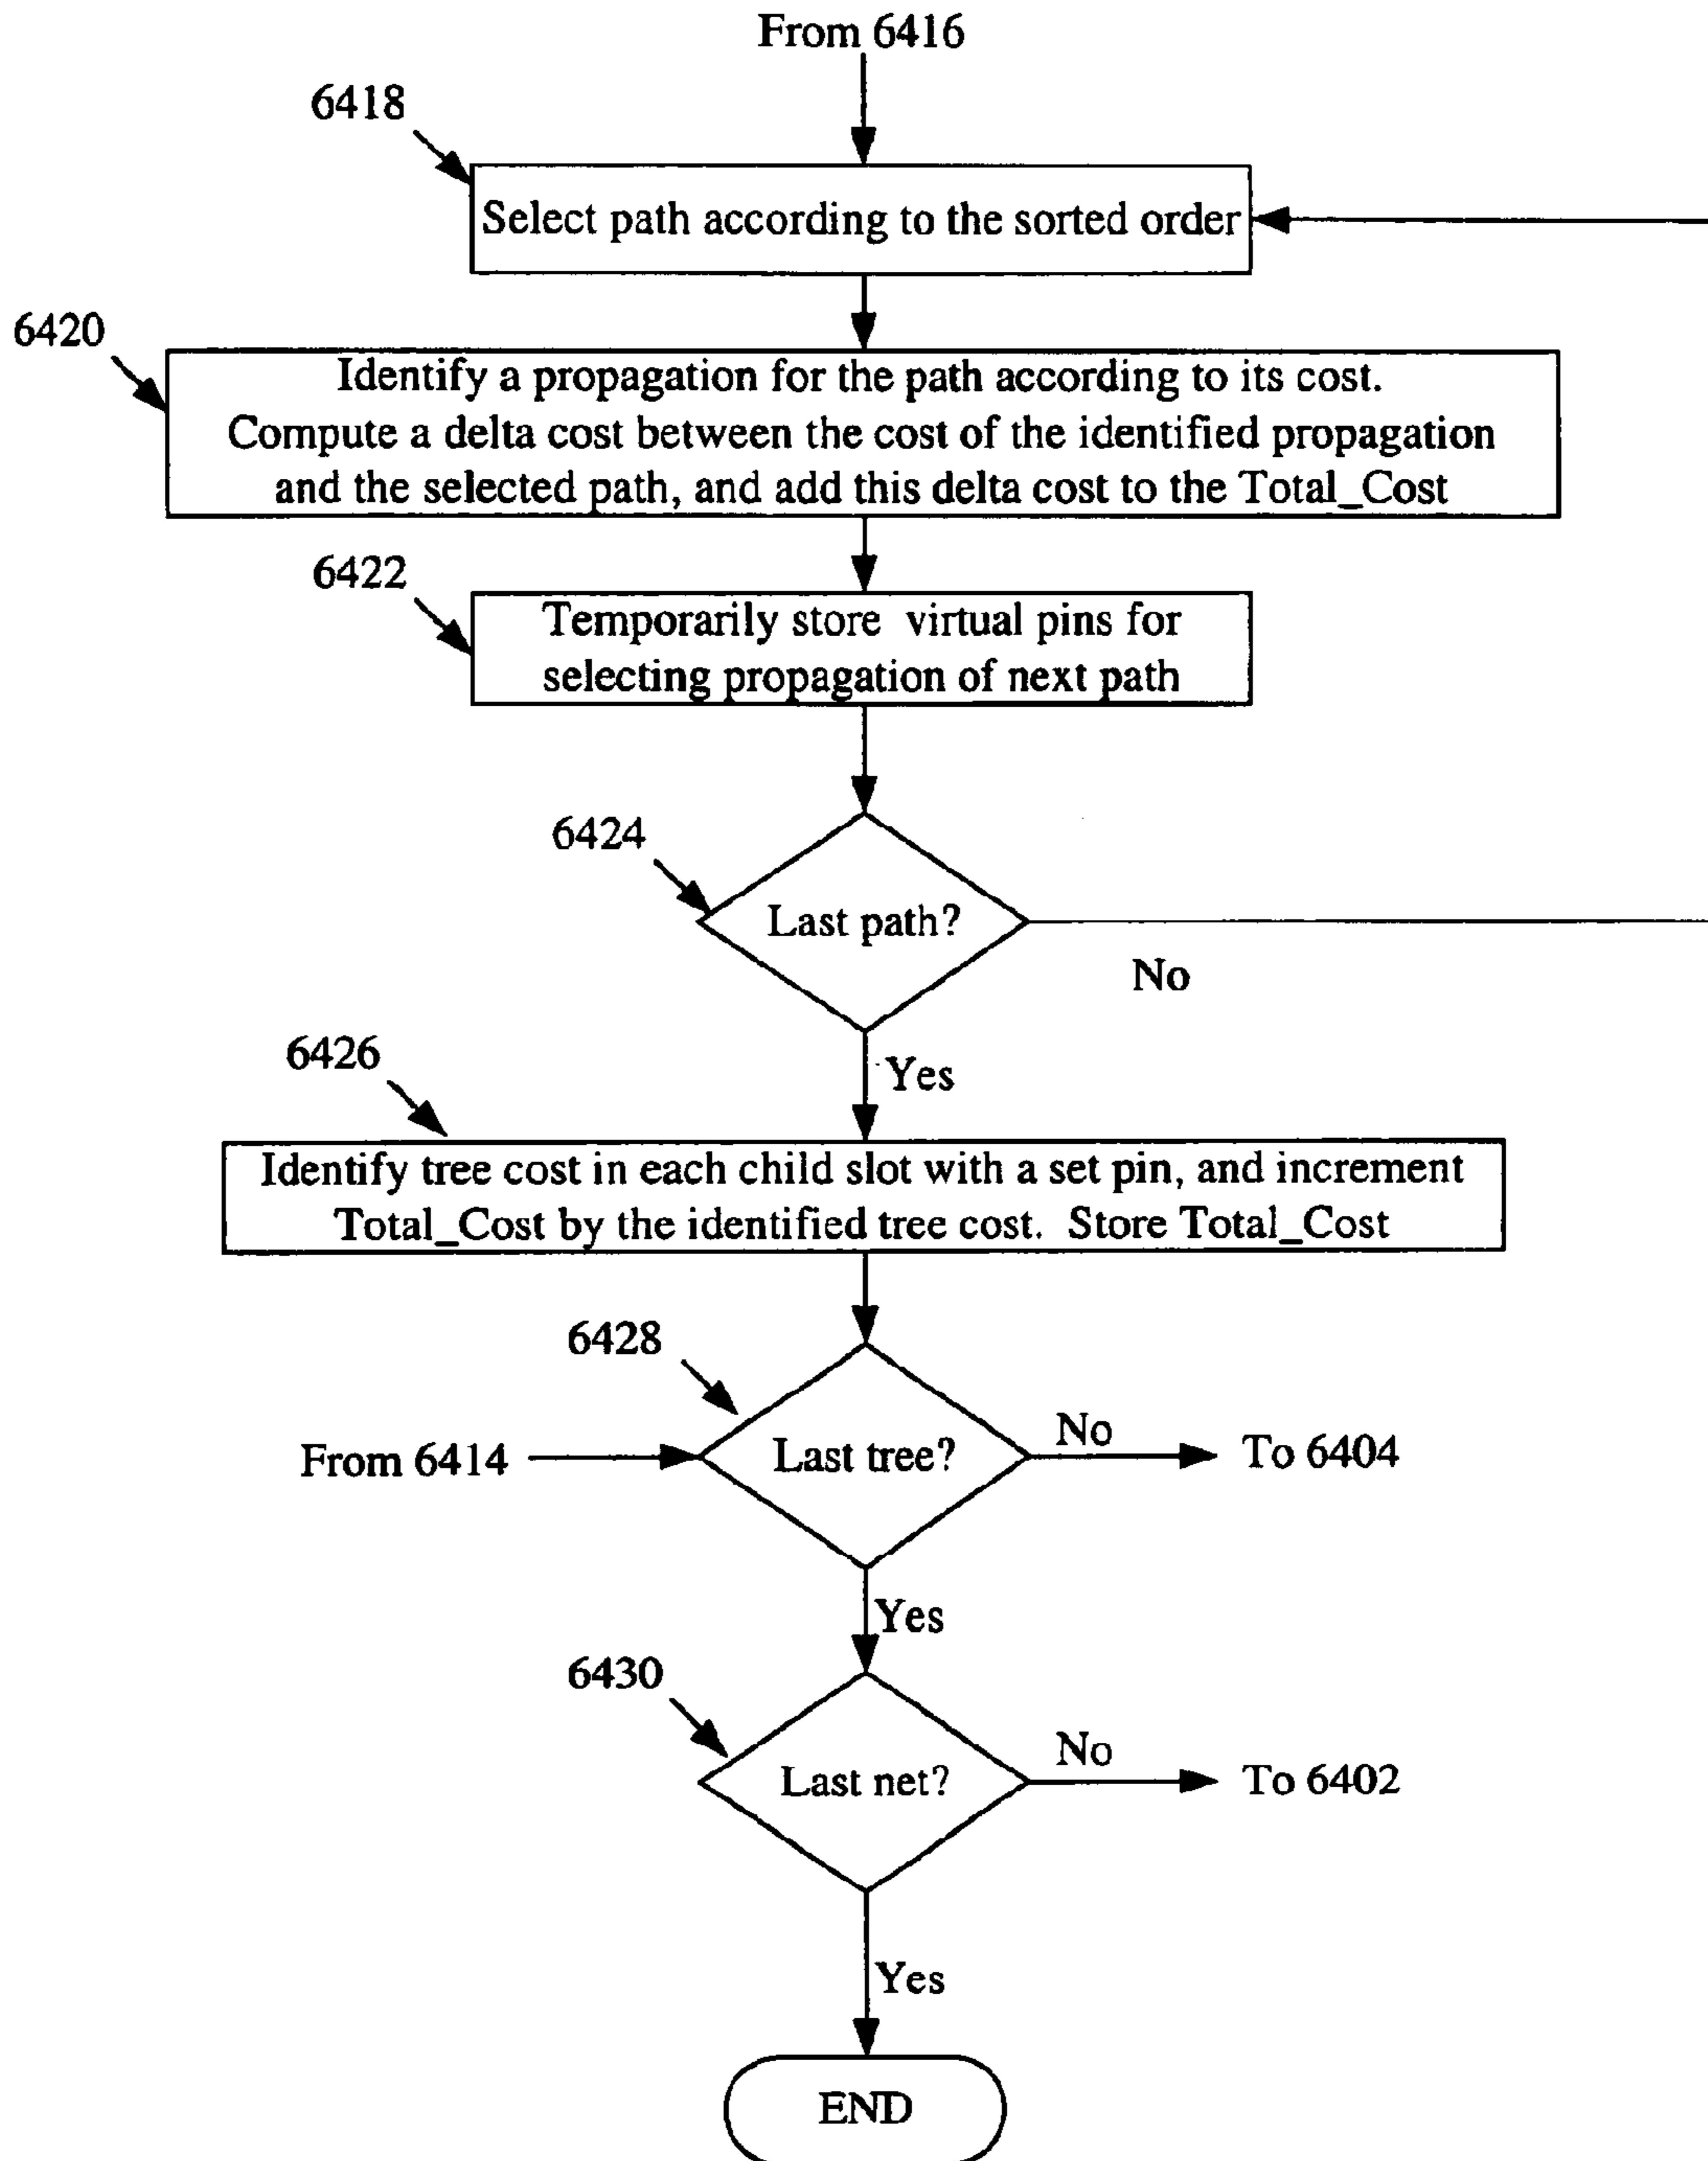 From 6416
6418
Select path according to the sorted order
6420
Identify a propagation for the path according to its cost.
Compute a delta cost between the cost of the identified propagation
and the selected path, and add this delta cost to the Total_Cost
6422
Temporarily store virtual pins for
selecting propagation of next path
6424
Last path?
No
Yes
6426
Identify tree cost in each child slot with a set pin, and increment
Total_Cost by the identified tree cost. Store Total_Cost
6428
From 6414
Last tree?
No
To 6404
Yes
6430
Last net?
No
To 6402
Yes
END